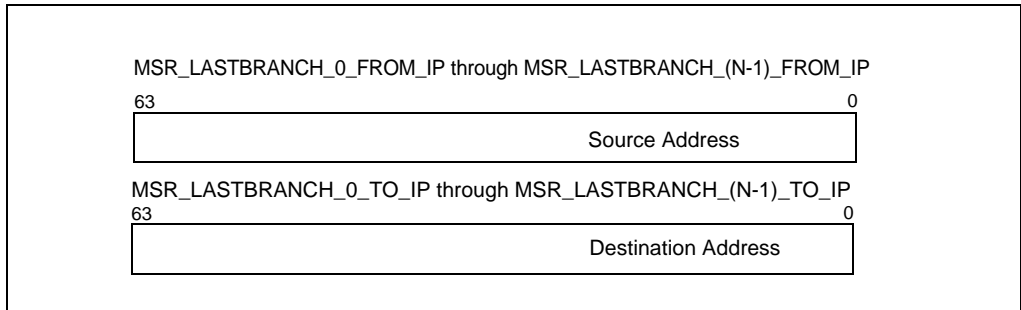 MSR_LASTBRANCH_0_FROM_IP through MSR_LASTBRANCH_(N-1)_FROM_IP
63 0
Source Address
MSR_LASTBRANCH_0_TO_IP through MSR_LASTBRANCH_(N-1)_TO_IP
63 0
Destination Address